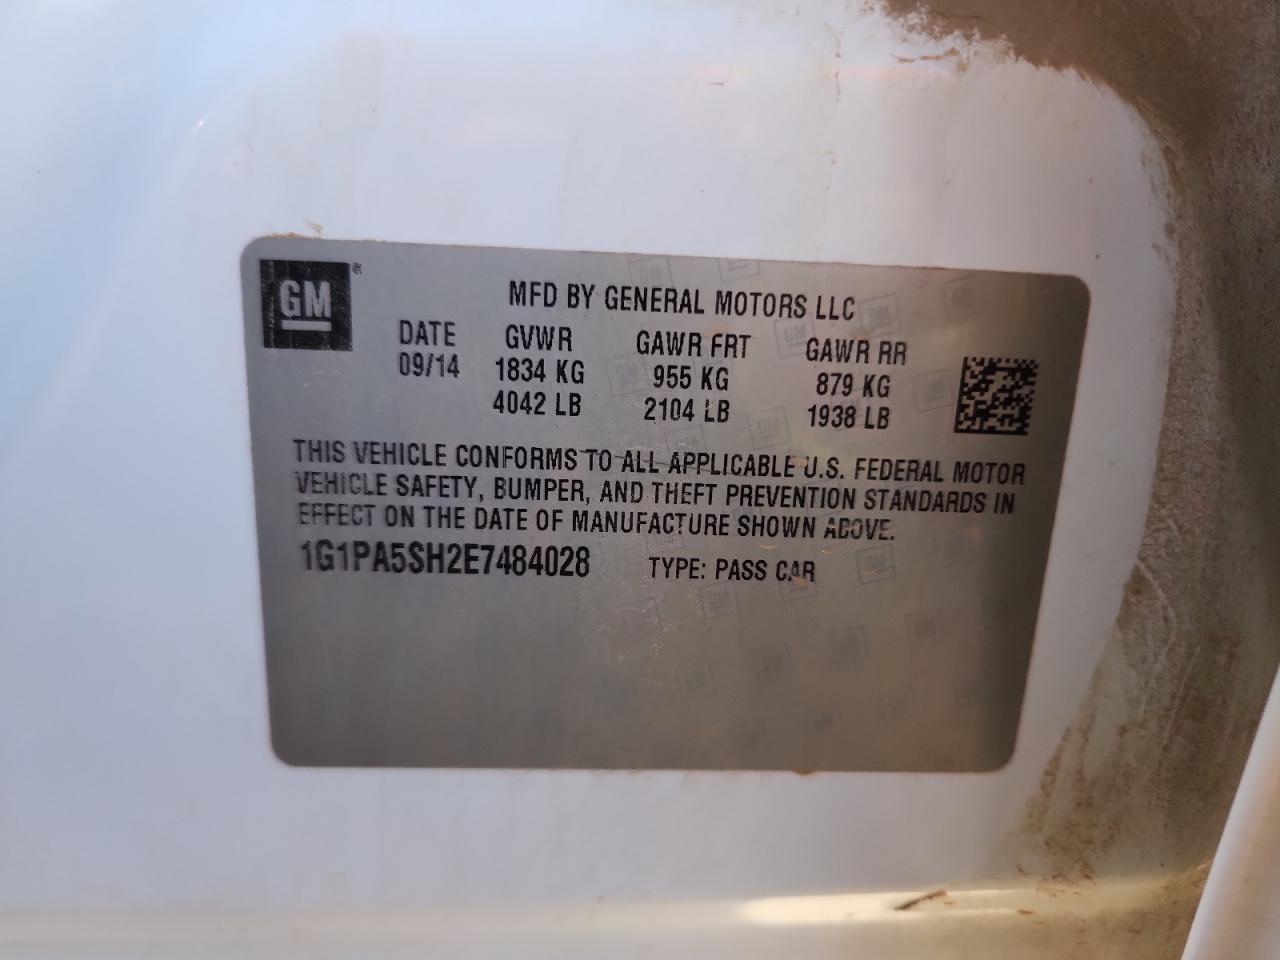 GM®
MFD BY GENERAL MOTORS LLC
DATE GVWR GAWR FRT GAWR RR
09/14 1834 KG 955 KG 879 KG
4042 LB 2104 LB 1938 LB
THIS VEHICLE CONFORMS TO ALL APPLICABLE U.S. FEDERAL MOTOR
VEHICLE SAFETY, BUMPER, AND THEFT PREVENTION STANDARDS IN
EFFECT ON THE DATE OF MANUFACTURE SHOWN ABOVE.
1G1PA5SH2E7484028 TYPE: PASS CAR